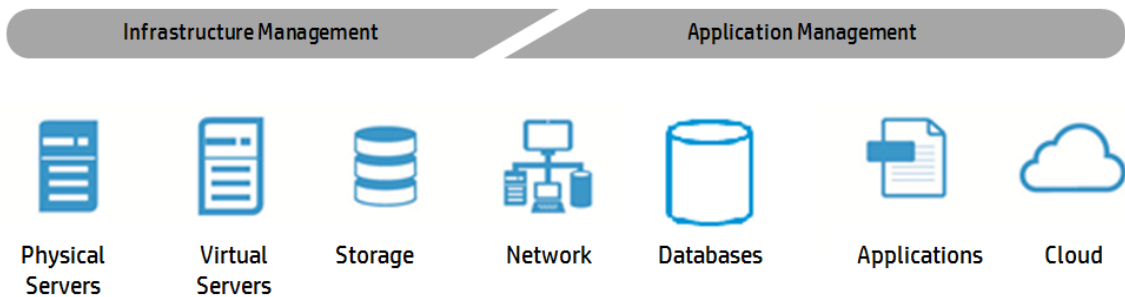 Infrastructure Management
Application Management
Physical
Servers
Virtual
Servers
Storage
Network
Databases
Applications
Cloud